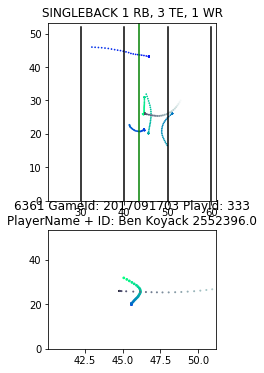 SINGLEBACK 1 RB, 3 TE, 1 WR
50
40
30
20
10
0
30 40 50 60
6361 GameId: 2017091703 PlayId: 333
PlayerName + ID: Ben Koyack 2552396.0
40
20
0
42.5 45.0 47.5 50.0